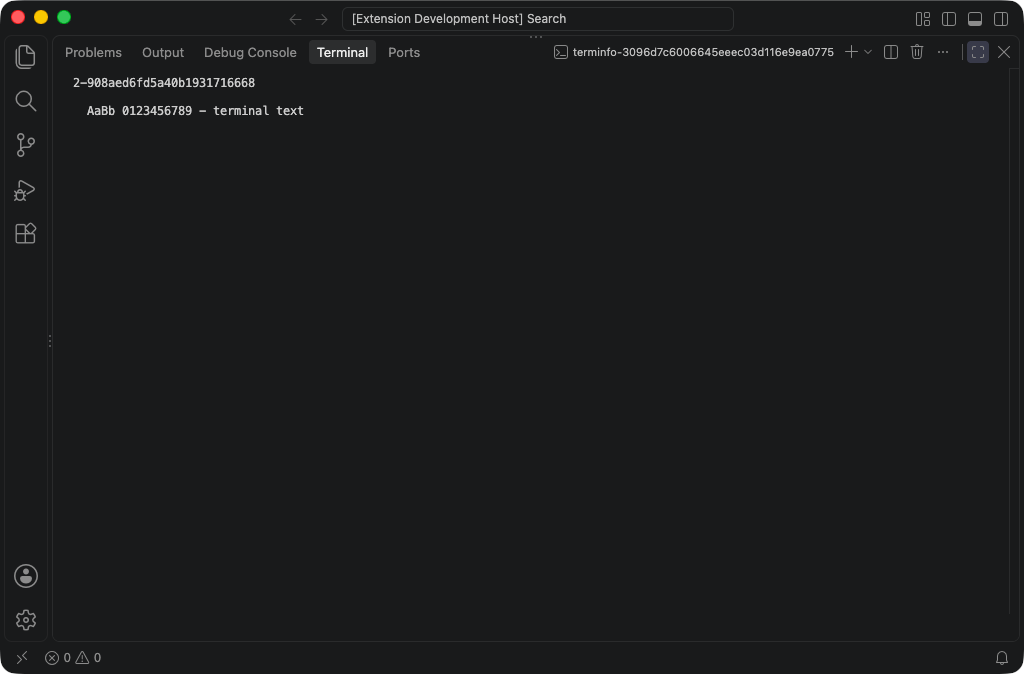 [Extension Development Host] Search
Problems Output Debug Console Terminal Ports
terminfo-3096d7c6006645eeec03d116e9ea0775
2-908aed6fd5a40b1931716668
AaBb 0123456789 - terminal text
0 0